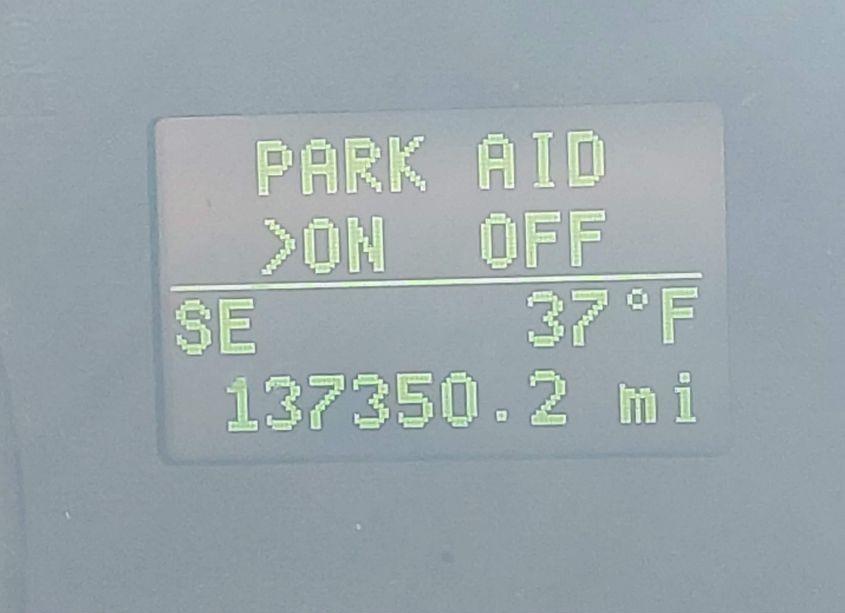 PARK AID
>ON OFF
SE 37°F
137350.2 mi